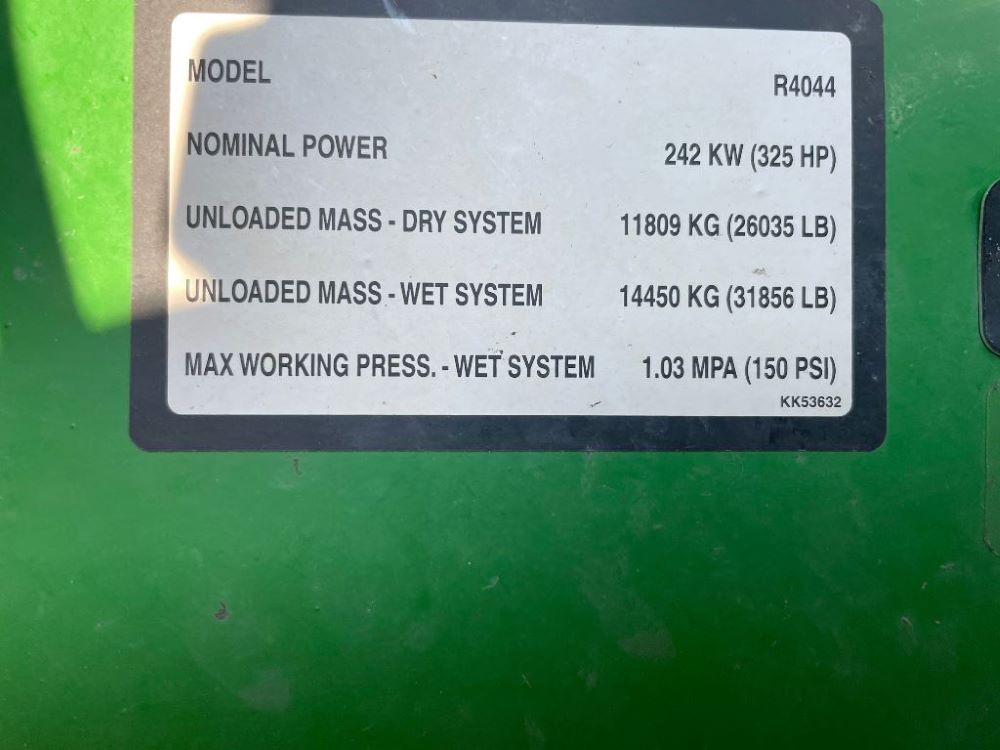 MODEL R4044
NOMINAL POWER 242 KW (325 HP)
UNLOADED MASS - DRY SYSTEM 11809 KG (26035 LB)
UNLOADED MASS - WET SYSTEM 14450 KG (31856 LB)
MAX WORKING PRESS. - WET SYSTEM 1.03 MPA (150 PSI)
KK53632